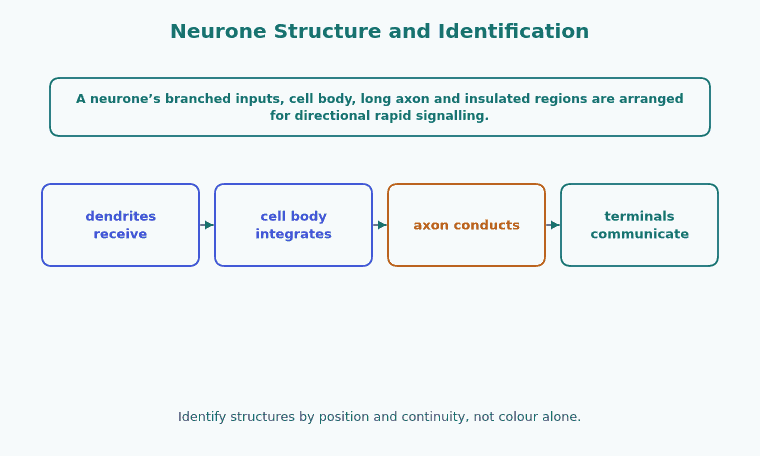 Neurone Structure and Identification
A neurone’s branched inputs, cell body, long axon and insulated regions are arranged
for directional rapid signalling.
dendrites
receive
cell body
integrates
axon conducts
terminals
communicate
Identify structures by position and continuity, not colour alone.